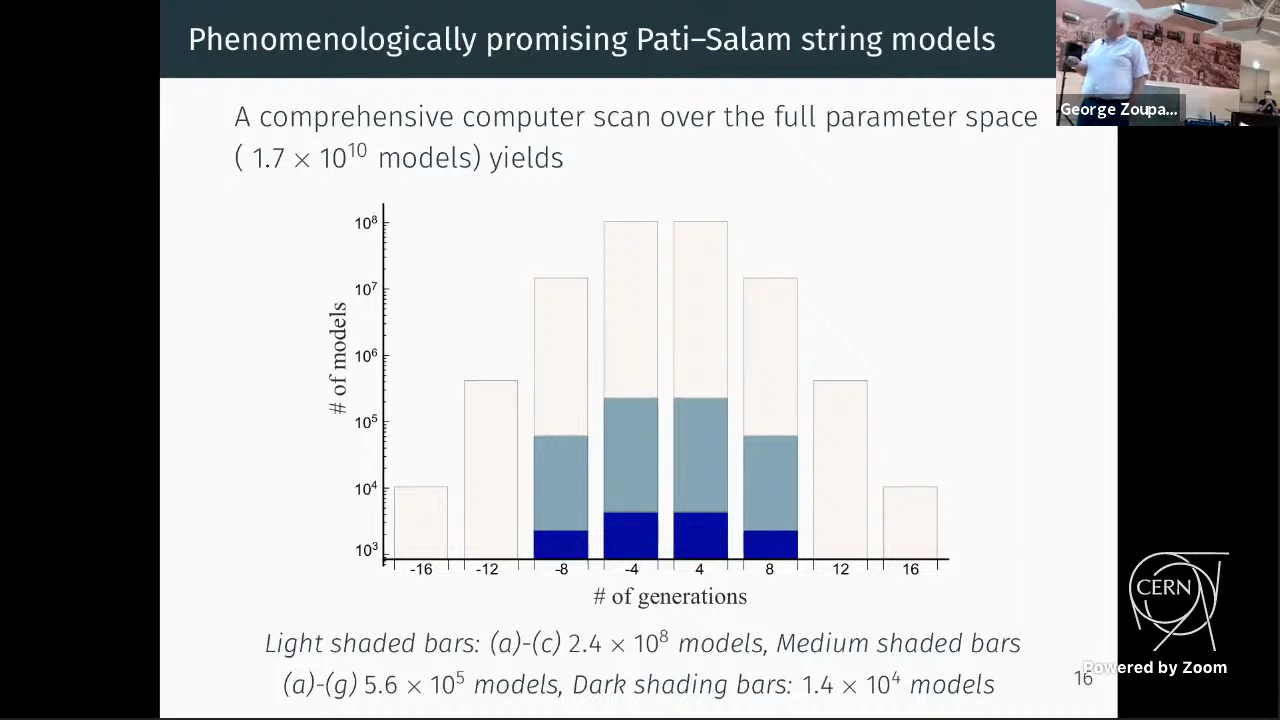 Phenomenologically promising Pati–Salam string models
George Zoupa...
A comprehensive computer scan over the full parameter space
( 1.7 × 10¹⁰ models) yields
# of models
10⁸
10⁷
10⁶
10⁵
10⁴
10³
-16 -12 -8 -4 4 8 12 16
# of generations
Light shaded bars: (a)-(c) 2.4 × 10⁸ models, Medium shaded bars
(a)-(g) 5.6 × 10⁵ models, Dark shading bars: 1.4 × 10⁴ models
16
CERN
Powered by Zoom